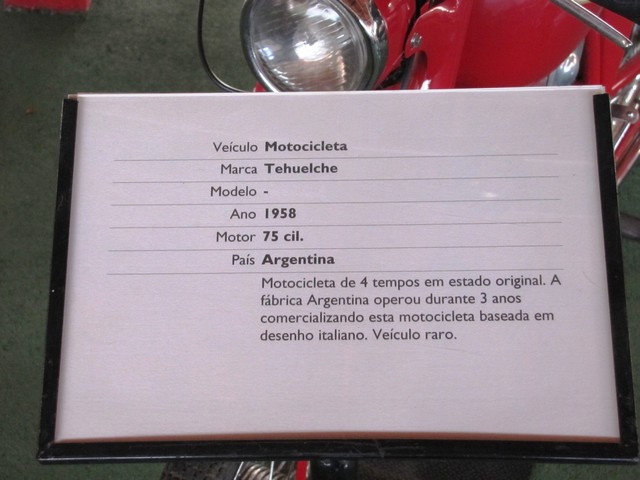 Veículo Motocicleta
Marca Tehuelche
Modelo -
Ano 1958
Motor 75 cil.
País Argentina
Motocicleta de 4 tempos em estado original. A
fábrica Argentina operou durante 3 anos
comercializando esta motocicleta baseada em
desenho italiano. Veículo raro.